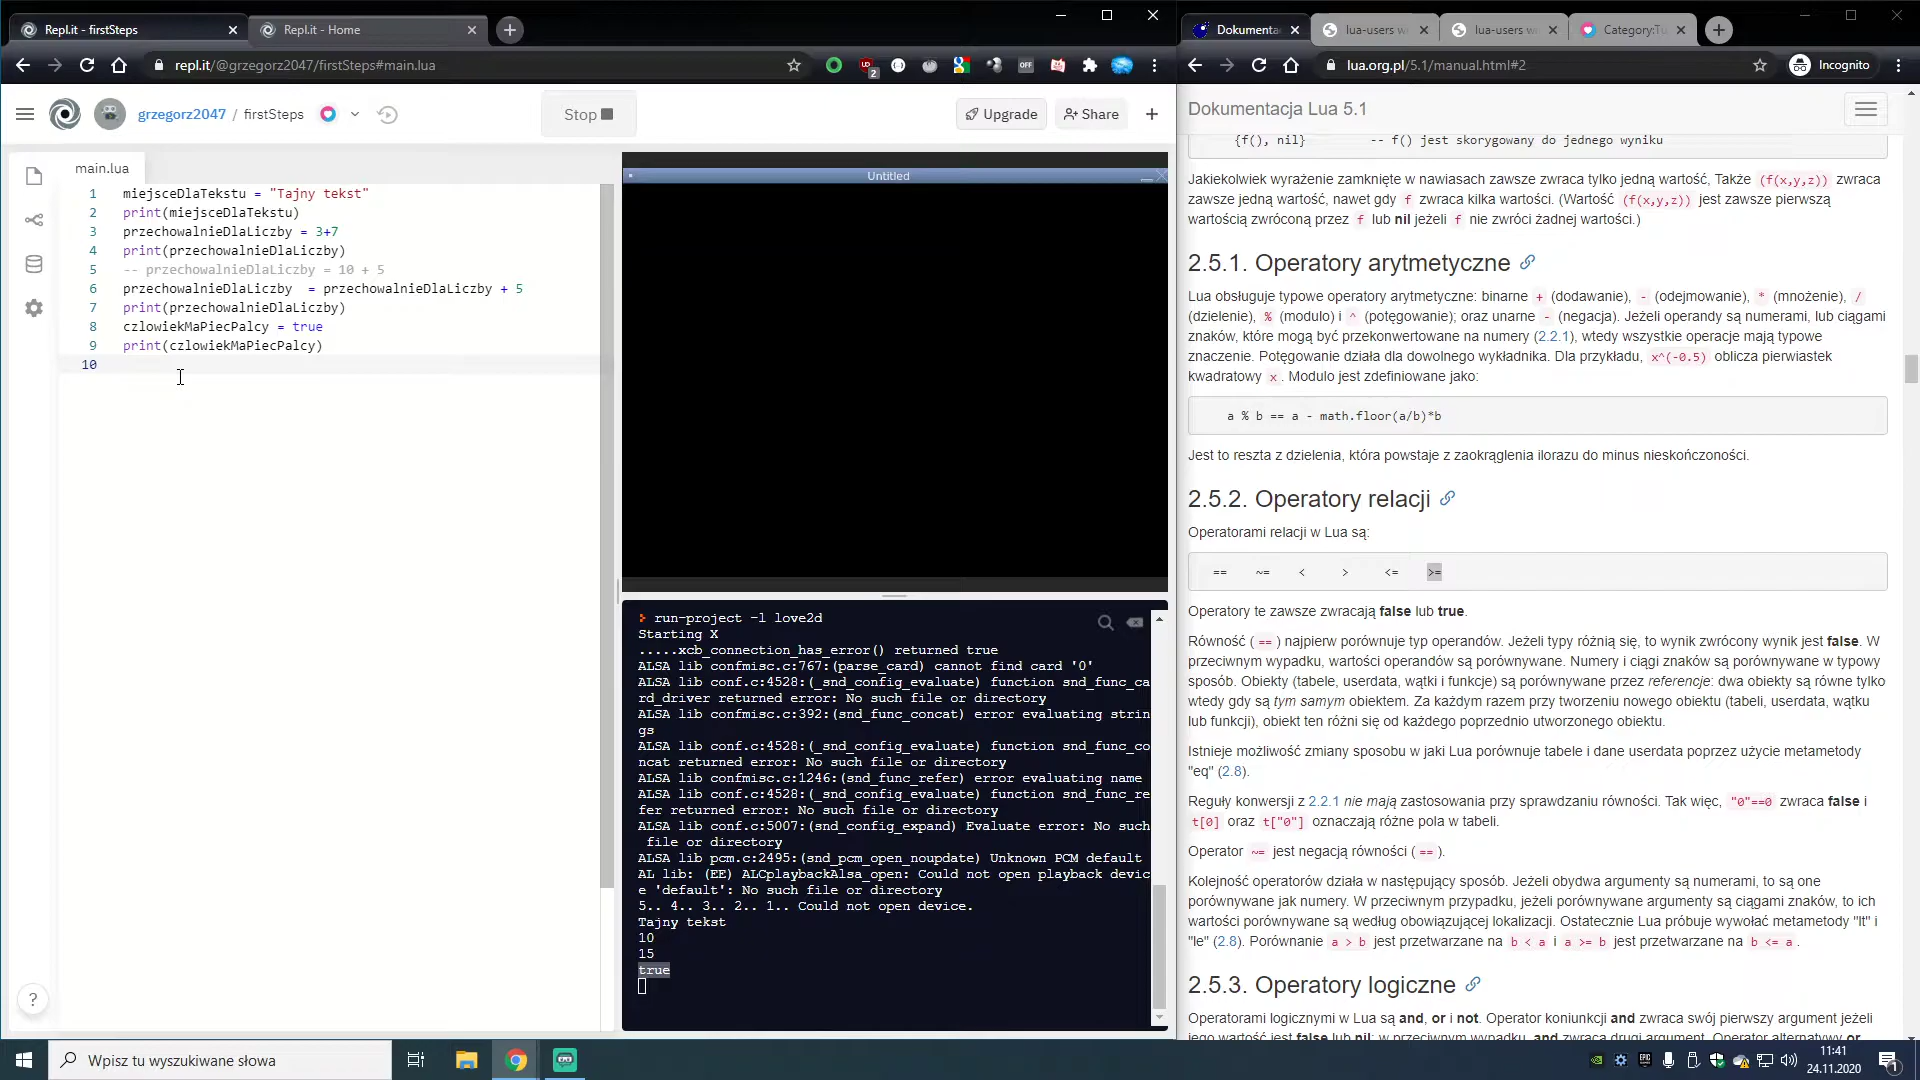 Repl.it - firstSteps
Repl.it - Home
repl.it/@grzegorz2047/firstSteps#main.lua
grzegorz2047 / firstSteps
Stop
Upgrade
Share
main.lua
1 miejsceDlaTekstu = "Tajny tekst"
2 print(miejsceDlaTekstu)
3 przechowalnieDlaLiczby = 3+7
4 print(przechowalnieDlaLiczby)
5 -- przechowalnieDlaLiczby = 10 + 5
6 przechowalnieDlaLiczby  = przechowalnieDlaLiczby + 5
7 print(przechowalnieDlaLiczby)
8 czlowiekMaPiecPalcy = true
9 print(czlowiekMaPiecPalcy)
10
?
Untitled
run-project -l love2d
Starting X
.....xcb_connection_has_error() returned true
ALSA lib confmisc.c:767:(parse_card) cannot find card '0'
ALSA lib conf.c:4528:(_snd_config_evaluate) function snd_func_ca
rd_driver returned error: No such file or directory
ALSA lib confmisc.c:392:(snd_func_concat) error evaluating strin
gs
ALSA lib conf.c:4528:(_snd_config_evaluate) function snd_func_co
ncat returned error: No such file or directory
ALSA lib confmisc.c:1246:(snd_func_refer) error evaluating name
ALSA lib conf.c:4528:(_snd_config_evaluate) function snd_func_re
fer returned error: No such file or directory
ALSA lib conf.c:5007:(snd_config_expand) Evaluate error: No such
file or directory
ALSA lib pcm.c:2495:(snd_pcm_open_noupdate) Unknown PCM default
AL lib: (EE) ALCplaybackAlsa_open: Could not open playback devic
e 'default': No such file or directory
5.. 4.. 3.. 2.. 1.. Could not open device.
Tajny tekst
10
15
true
Dokumenta
lua-users w
lua-users w
Category:Tu
lua.org.pl/5.1/manual.html#2
Incognito
Dokumentacja Lua 5.1
{f(), nil}         -- f() jest skorygowany do jednego wyniku
Jakiekolwiek wyrażenie zamknięte w nawiasach zawsze zwraca tylko jedną wartość, Także (f(x,y,z)) zwraca
zawsze jedną wartość, nawet gdy f zwraca kilka wartości. (Wartość (f(x,y,z)) jest zawsze pierwszą
wartością zwróconą przez f lub nil jeżeli f nie zwróci żadnej wartości.)
2.5.1. Operatory arytmetyczne
Lua obsługuje typowe operatory arytmetyczne: binarne + (dodawanie), - (odejmowanie), * (mnożenie), /
(dzielenie), % (modulo) i ^ (potęgowanie); oraz unarne - (negacja). Jeżeli operandy są numerami, lub ciągami
znaków, które mogą być przekonwertowane na numery (2.2.1), wtedy wszystkie operacje mają typowe
znaczenie. Potęgowanie działa dla dowolnego wykładnika. Dla przykładu, x^(-0.5) oblicza pierwiastek
kwadratowy x . Modulo jest zdefiniowane jako:
a % b == a - math.floor(a/b)*b
Jest to reszta z dzielenia, która powstaje z zaokrąglenia ilorazu do minus nieskończoności.
2.5.2. Operatory relacji
Operatorami relacji w Lua są:
== ~= < > <= >=
Operatory te zawsze zwracają false lub true.
Równość ( == ) najpierw porównuje typ operandów. Jeżeli typy różnią się, to wynik zwrócony wynik jest false. W
przeciwnym wypadku, wartości operandów są porównywane. Numery i ciągi znaków są porównywane w typowy
sposób. Obiekty (tabele, userdata, wątki i funkcje) są porównywane przez referencje: dwa obiekty są równe tylko
wtedy gdy są tym samym obiektem. Za każdym razem przy tworzeniu nowego obiektu (tabeli, userdata, wątku
lub funkcji), obiekt ten różni się od każdego poprzednio utworzonego obiektu.
Istnieje możliwość zmiany sposobu w jaki Lua porównuje tabele i dane userdata poprzez użycie metametody
"eq" (2.8).
Reguły konwersji z 2.2.1 nie mają zastosowania przy sprawdzaniu równości. Tak więc, "0"==0 zwraca false i
t[0] oraz t["0"] oznaczają różne pola w tabeli.
Operator ~= jest negacją równości ( == ).
Kolejność operatorów działa w następujący sposób. Jeżeli obydwa argumenty są numerami, to są one
porównywane jak numery. W przeciwnym przypadku, jeżeli porównywane argumenty są ciągami znaków, to ich
wartości porównywane są według obowiązującej lokalizacji. Ostatecznie Lua próbuje wywołać metametody "lt" i
"le" (2.8). Porównanie a > b jest przetwarzane na b < a i a >= b jest przetwarzane na b <= a .
2.5.3. Operatory logiczne
Operatorami logicznymi w Lua są and, or i not. Operator koniunkcji and zwraca swój pierwszy argument jeżeli
jego wartość jest false lub nil; w przeciwnym wypadku, and zwraca drugi argument. Operator alternatywy or
Wpisz tu wyszukiwane słowa
11:41
24.11.2020